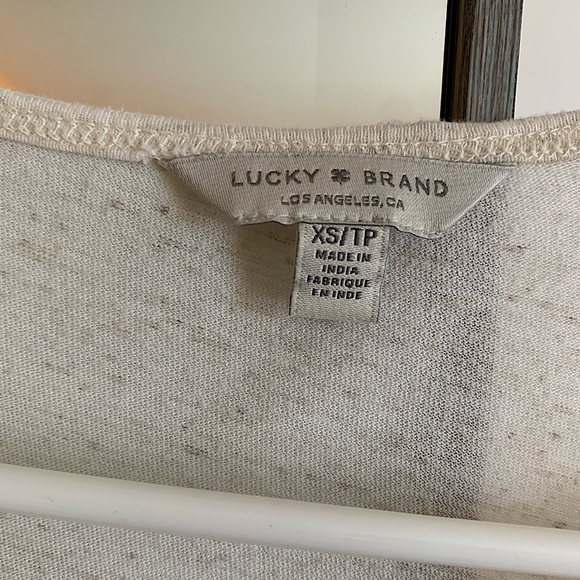 LUCKY BRAND
LOS ANGELES, CA
XS/TP
MADE IN
INDIA
FABRIQUE
EN INDE